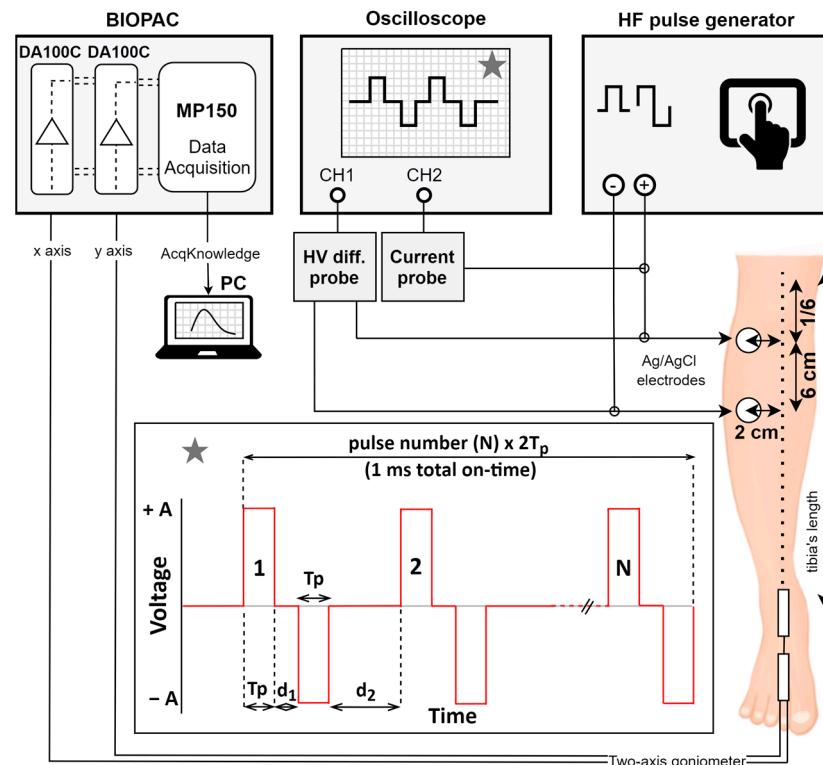 BIOPAC
DA100C DA100C
MP150
Data
Acquisition
Oscilloscope
CH1
CH2
HF pulse generator
-
+
x axis
y axis
AcqKnowledge
PC
HV diff.
probe
Current
probe
Ag/AgCl
electrodes
1/6
6 cm
2 cm
tibia's length
pulse number (N) x 2Tp
(1 ms total on-time)
+ A
Voltage
– A
1
2
N
Tp
Tp
d1
d2
Time
Two-axis goniometer